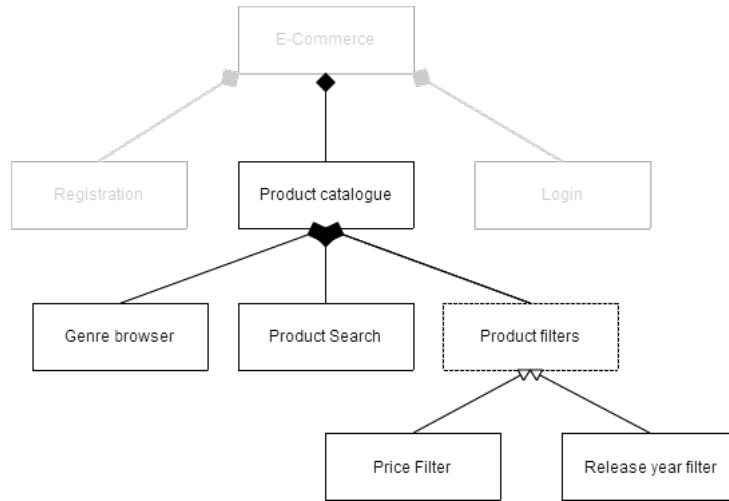 E-Commerce
Registration
Product catalogue
Login
Genre browser
Product Search
Product filters
Price Filter
Release year filter